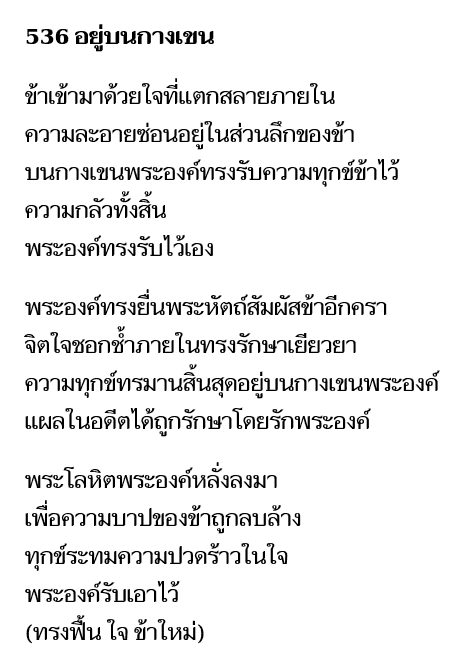 536 อยู่บนกางเขน
ข้าเข้ามาด้วยใจที่แตกสลายภายใน
ความละอายซ่อนอยู่ในส่วนลึกของข้า
บนกางเขนพระองค์ทรงรับความทุกข์ข้าไว้
ความกลัวทั้งสิ้น
พระองค์ทรงรับไว้เอง
พระองค์ทรงยื่นพระหัตถ์สัมผัสข้าอีกครา
จิตใจชอกช้ำภายในทรงรักษาเยียวยา
ความทุกข์ทรมานสิ้นสุดอยู่บนกางเขนพระองค์
แผลในอดีตได้ถูกรักษาโดยรักพระองค์
พระโลหิตพระองค์หลั่งลงมา
เพื่อความบาปของข้าถูกลบล้าง
ทุกข์ระทมความปวดร้าวในใจ
พระองค์รับเอาไว้
(ทรงฟื้น ใจ ข้าใหม่)